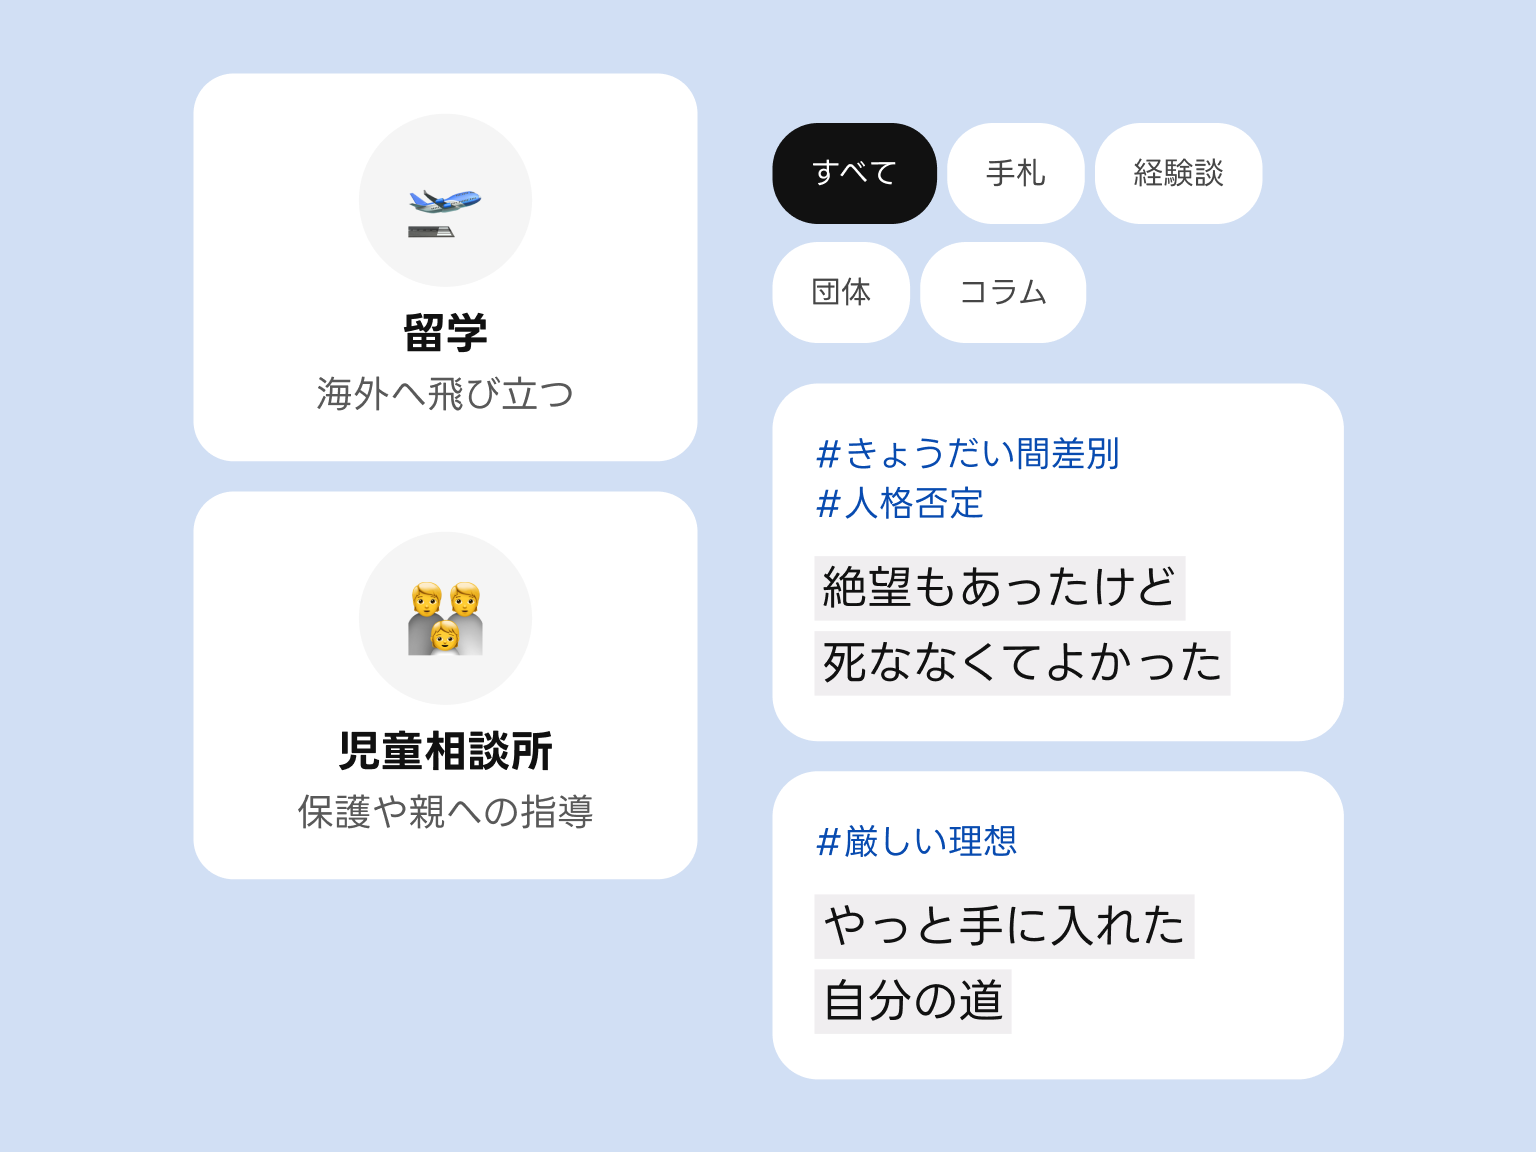 留学
海外へ飛び立つ
児童相談所
保護や親への指導
すべて
手札
経験談
団体
コラム
#きょうだい間差別
#人格否定
絶望もあったけど
死ななくてよかった
#厳しい理想
やっと手に入れた
自分の道